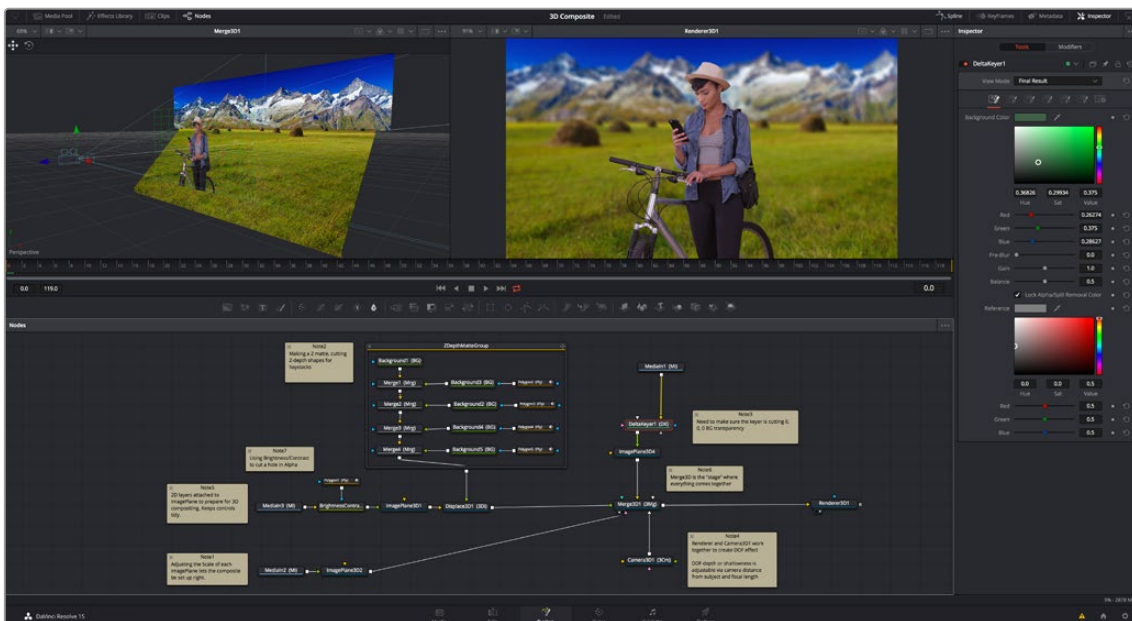 Media Pool Effects Library Clips Nodes 3D Composite Edited Spline Keyframes Metadata Inspector
Merge3D1 Renderer3D1 Inspector
Tools Modifiers
DeltaKeyer1
View Mode Final Result
Background Color
0.36826 0.29934 0.375
Hue Sat Value
Red 0.26274
Green 0.375
Blue 0.28627
Pre-Blur 0.0
Gain 1.0
Balance 0.5
Lock Alpha/Spill Removal Color
Reference
0.0 0.0 0.5
Hue Sat Value
Red 0.5
Green 0.5
Blue 0.5
Perspective
0.0 119.0 0.0
Nodes
Note2
Making a Z matte, cutting
Z-depth shapes for
haystacks
ZDepthMatteGroup
Background1 (BG)
Merge1 (Mrg) Background3 (BG)
Merge2 (Mrg) Background2 (BG)
Merge3 (Mrg) Background4 (BG)
Merge4 (Mrg) Background5 (BG)
MediaIn1 (MI)
DeltaKeyer1 (DK)
ImagePlane3D4
Note3
Need to make sure the keyer is cutting 0,
0, 0 BG transparency
Note7
Using Brightness/Contrast
to cut a hole in Alpha
Note6
Merge3D is the "stage" where
everything comes together
Note5
2D layers attached to
ImagePlane to prepare for 3D
compositing. Keeps controls
tidy.
MediaIn3 (MI) BrightnessContra... ImagePlane3D1 Displace3D1 (3Di) Merge3D1 (3Mg) Renderer3D1
Note1
Adjusting the Scale of each
ImagePlane lets the composite
be set up right.
MediaIn2 (MI) ImagePlane3D2
Camera3D1 (3Cm)
Note4
Renderer and Camera3D1 work
together to create DOF effect
DOF depth or shallowness is
adjustable via camera distance
from subject and focal length
DaVinci Resolve 15